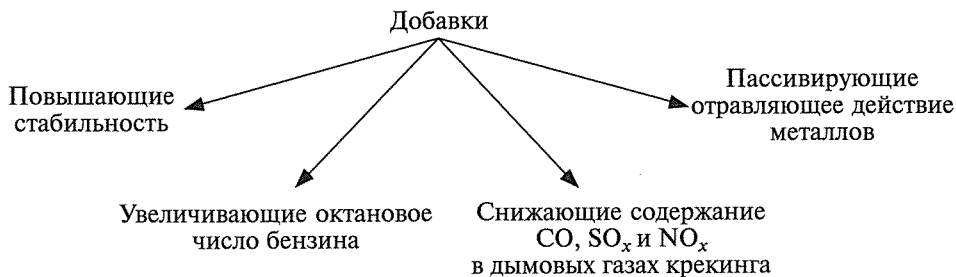 Добавки
Повышающие
стабильность
Пассивирующие
отравляющее действие
металлов
Увеличивающие октановое
число бензина
Снижающие содержание
CO, SOₓ и NOₓ
в дымовых газах крекинга